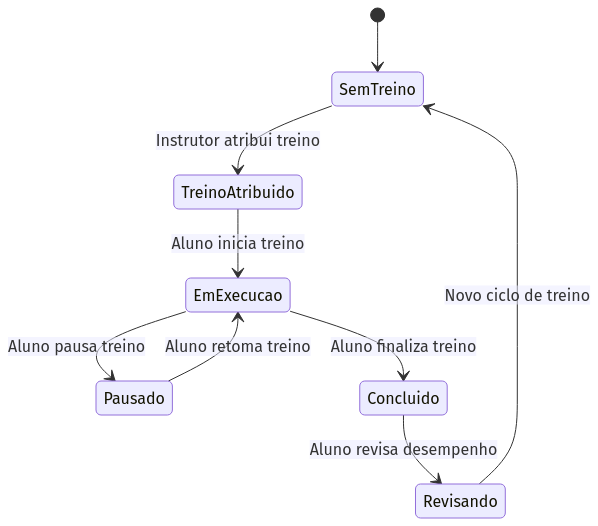 SemTreino
Instrutor atribui treino
TreinoAtribuido
Aluno inicia treino
EmExecucao
Novo ciclo de treino
Aluno pausa treino
Aluno retoma treino
Aluno finaliza treino
Pausado
Concluido
Aluno revisa desempenho
Revisando